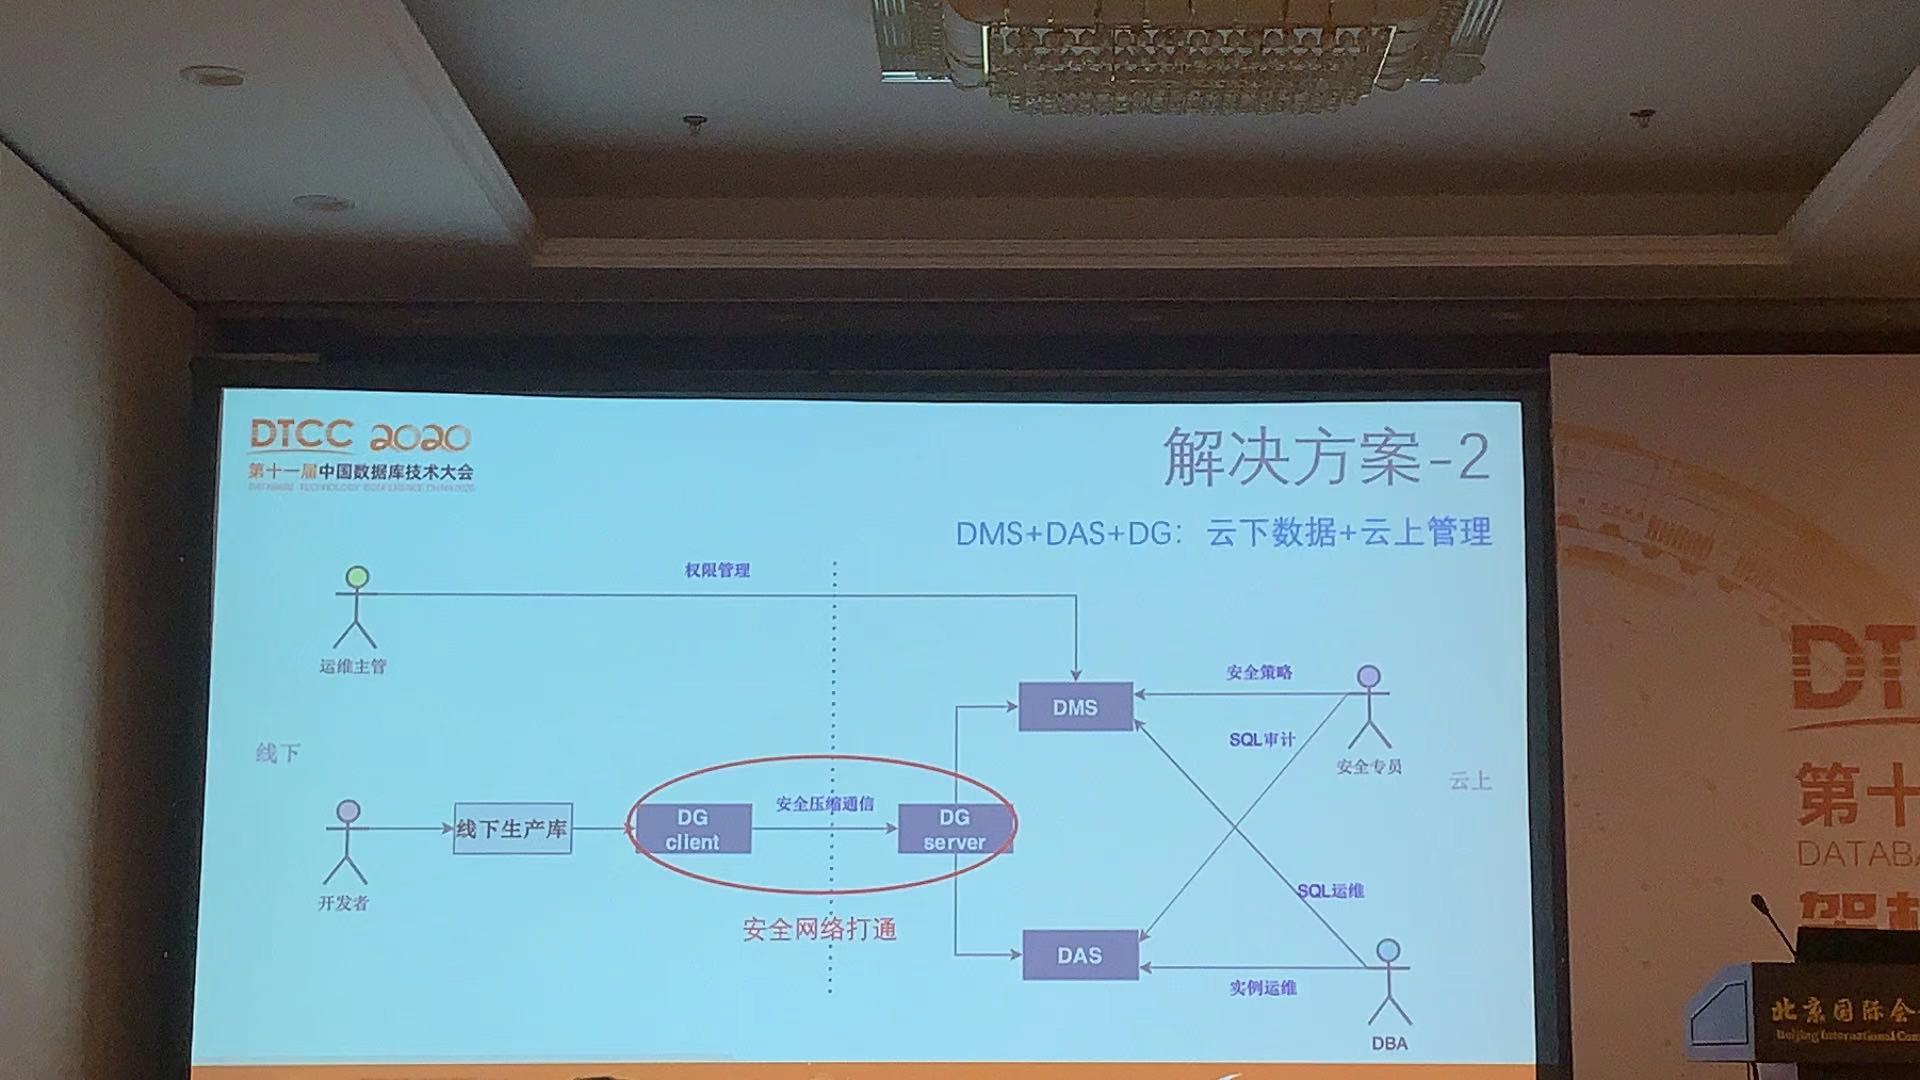 DTCC 2020
第十一届中国数据库技术大会
DATABASE TECHNOLOGY CONFERENCE CHINA 2020
解决方案-2
DMS+DAS+DG：云下数据+云上管理
权限管理
运维主管
安全策略
DMS
SQL审计
安全专员
线下
云上
开发者
线下生产库
DG
client
安全压缩通信
DG
server
SQL运维
安全网络打通
DAS
实例运维
DBA
DT
第十
DATAB
北京国际会
Beijing International Con